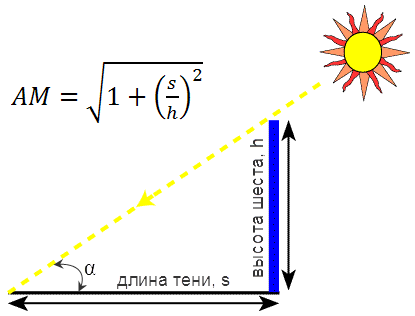 AM = √1 + (s/h)²
высота шеста, h
α
длина тени, s